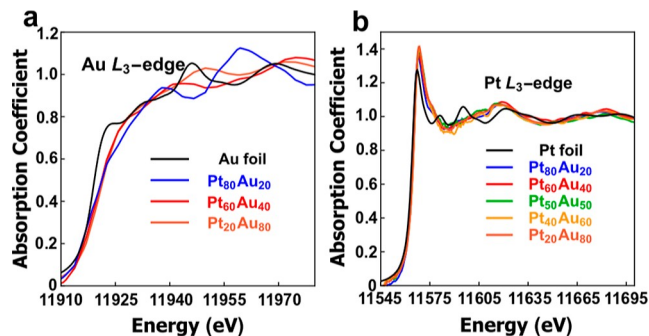 a
Au L₃-edge
Absorption Coefficient
1.2
1.0
0.8
0.6
0.4
0.2
0
Au foil
Pt₈₀Au₂₀
Pt₆₀Au₄₀
Pt₂₀Au₈₀
11910 11925 11940 11955 11970
Energy (eV)
b
Pt L₃-edge
Absorption Coefficient
1.4
1.2
1.0
0.8
0.6
0.4
0.2
0
Pt foil
Pt₈₀Au₂₀
Pt₆₀Au₄₀
Pt₅₀Au₅₀
Pt₄₀Au₆₀
Pt₂₀Au₈₀
11545 11575 11605 11635 11665 11695
Energy (eV)